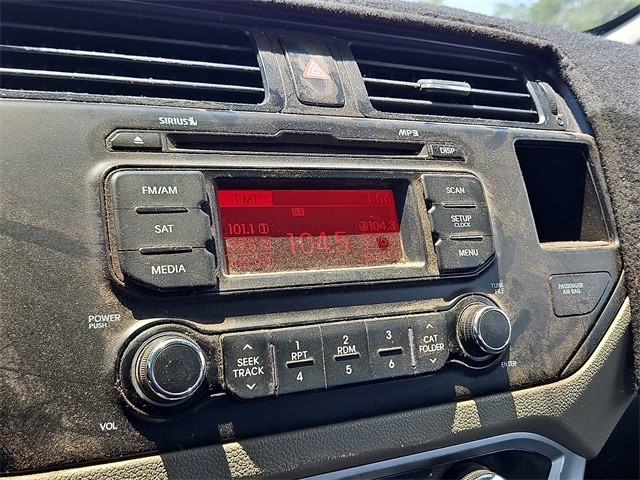 SIRIUS
MP3
DISP
FM/AM
SAT
MEDIA
FM1
ST
101.1 1
104.3
104.5
SCAN
SETUP
CLOCK
MENU
PASSENGER
AIR BAG
POWER
PUSH
VOL
SEEK
TRACK
1
RPT
4
2
RDM
5
3
6
CAT
FOLDER
TUNE
FILE
ENTER